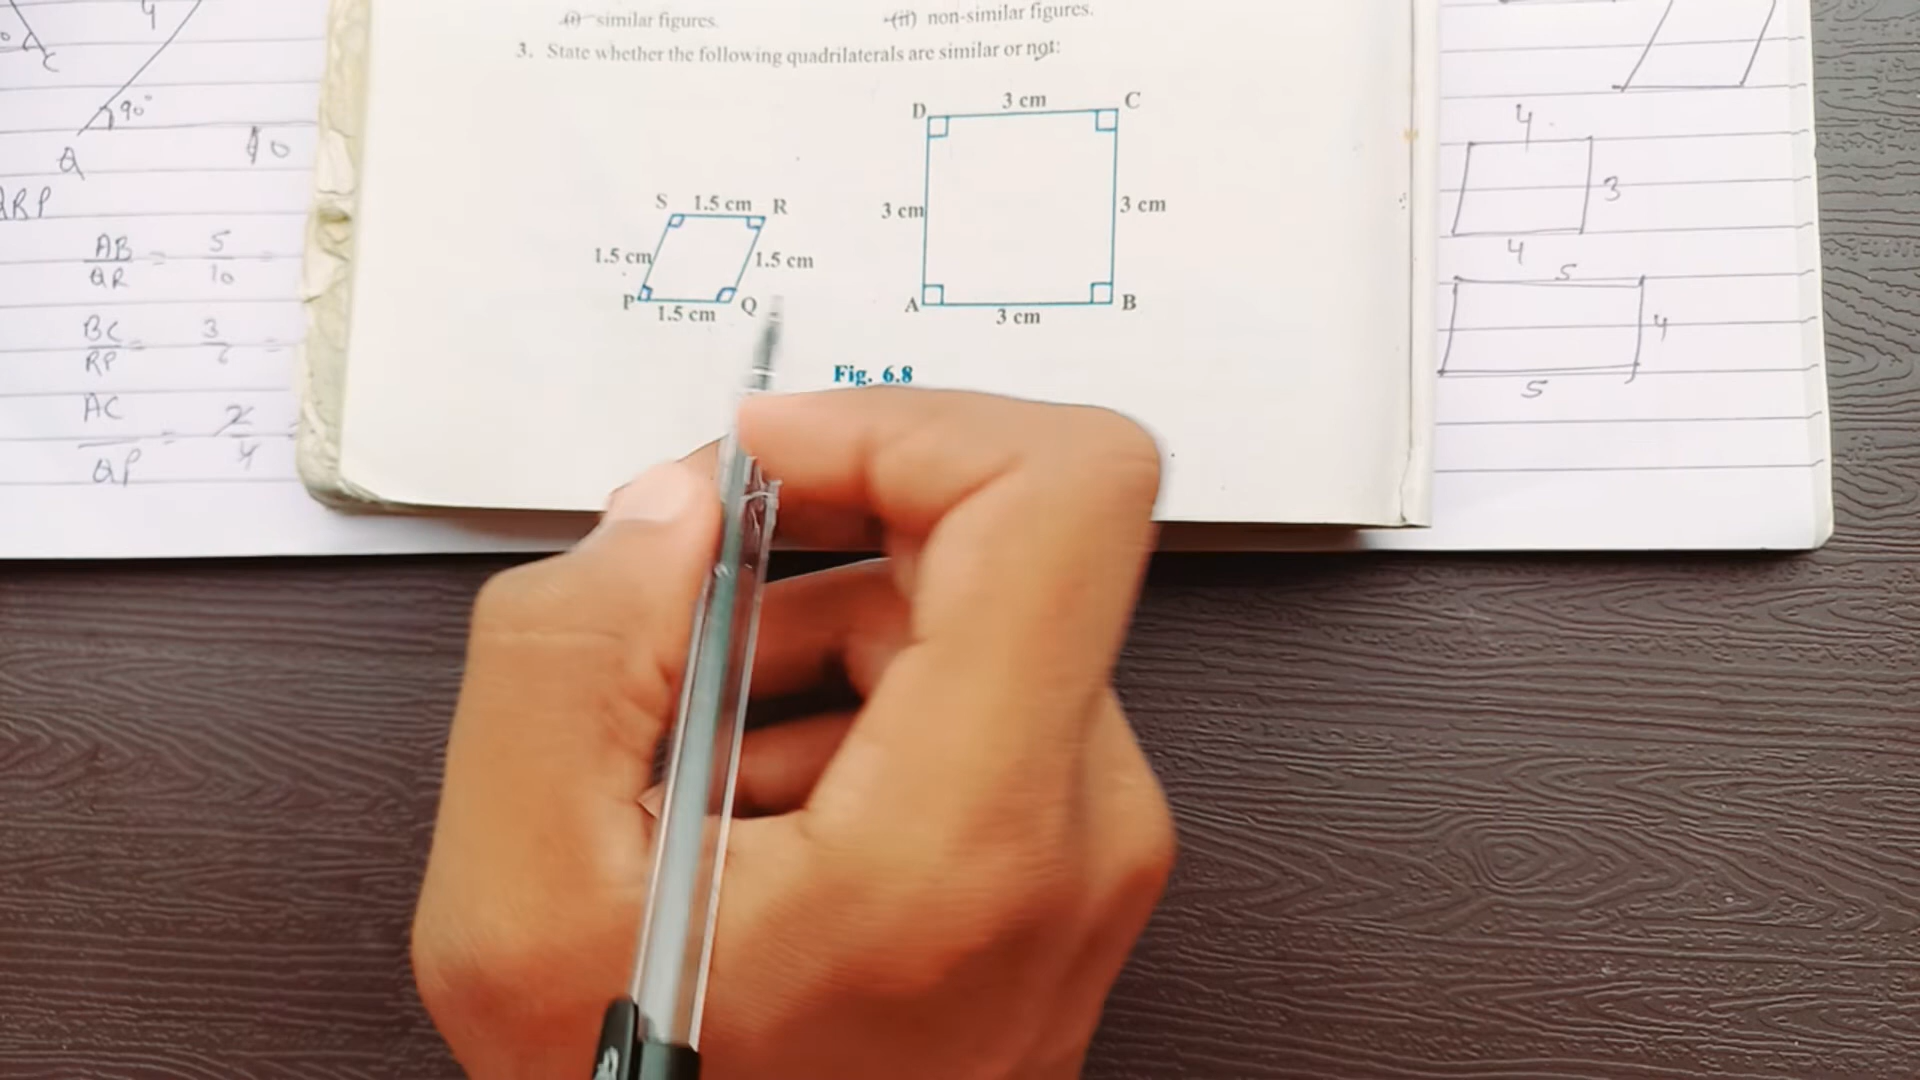 (i) similar figures. (ii) non-similar figures.
3. State whether the following quadrilaterals are similar or not:
S 1.5 cm R
1.5 cm 1.5 cm
P Q
1.5 cm
D 3 cm C
3 cm 3 cm
A B
3 cm
Fig. 6.8
4
C
90°
Q
10
QRP
AB/QR = 5/10 =
BC/RP = 3/6 =
AC/QP = 2/4 =
4
3
4
5
4
5